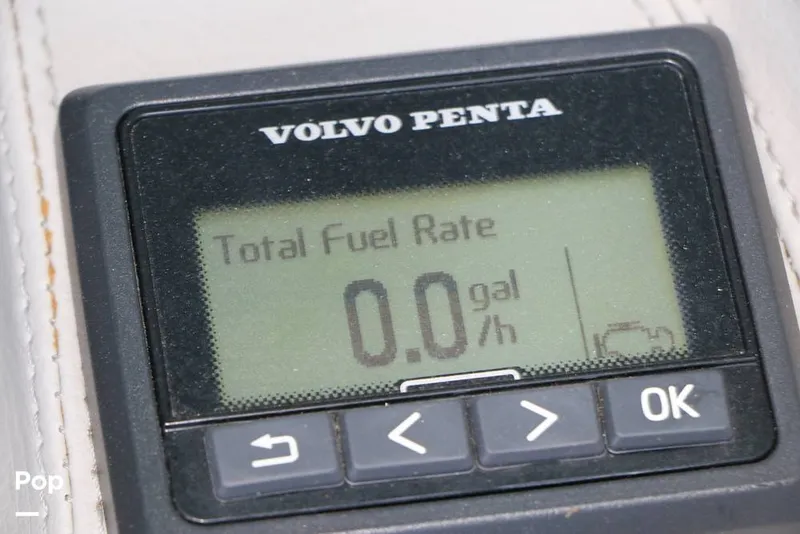 VOLVO PENTA
Total Fuel Rate
0.0 gal
/h
< > OK
Pop